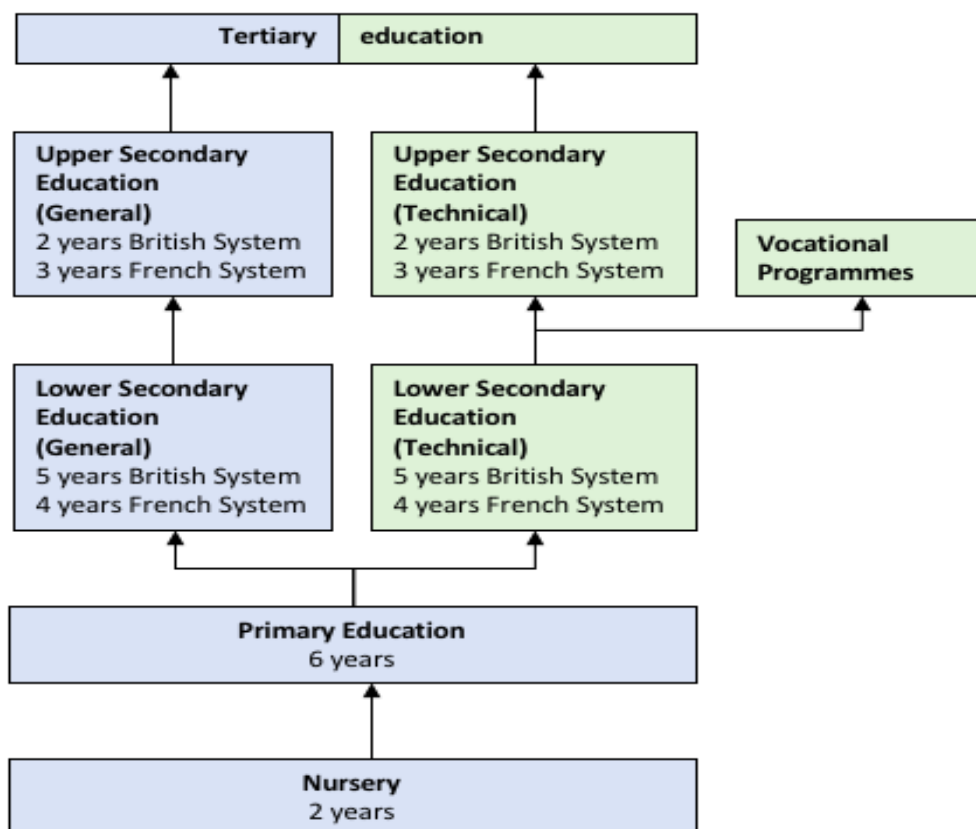 Tertiary education
Upper Secondary
Education
(General)
2 years British System
3 years French System
Upper Secondary
Education
(Technical)
2 years British System
3 years French System
Vocational
Programmes
Lower Secondary
Education
(General)
5 years British System
4 years French System
Lower Secondary
Education
(Technical)
5 years British System
4 years French System
Primary Education
6 years
Nursery
2 years